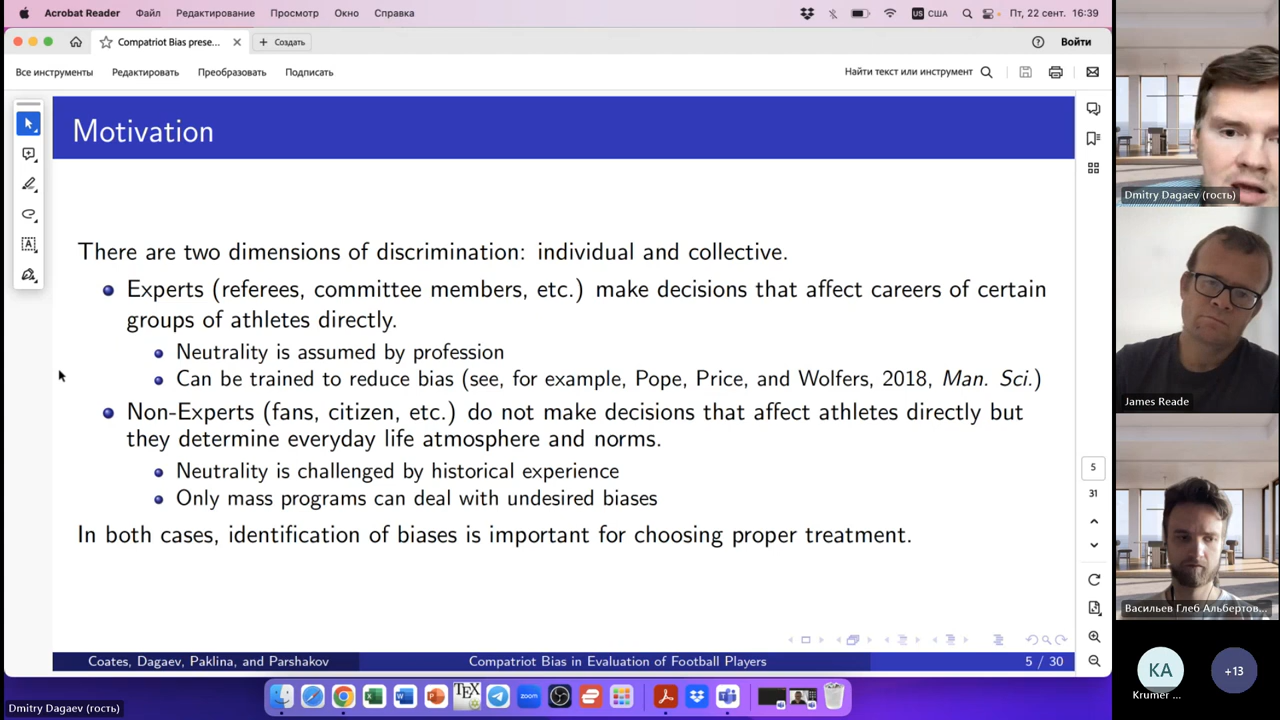 Acrobat Reader Файл Редактирование Просмотр Окно Справка США Пт, 22 сент. 16:39
Compatriot Bias prese... Создать Войти
Все инструменты Редактировать Преобразовать Подписать Найти текст или инструмент
Motivation
There are two dimensions of discrimination: individual and collective.
Experts (referees, committee members, etc.) make decisions that affect careers of certain
groups of athletes directly.
Neutrality is assumed by profession
Can be trained to reduce bias (see, for example, Pope, Price, and Wolfers, 2018, Man. Sci.)
Non-Experts (fans, citizen, etc.) do not make decisions that affect athletes directly but
they determine everyday life atmosphere and norms.
Neutrality is challenged by historical experience
Only mass programs can deal with undesired biases
In both cases, identification of biases is important for choosing proper treatment.
5
31
Coates, Dagaev, Paklina, and Parshakov Compatriot Bias in Evaluation of Football Players 5 / 30
TEX zoom
Dmitry Dagaev (гость)
Dmitry Dagaev (гость)
James Reade
Васильев Глеб Альбертов...
KA +13
Krumer ...